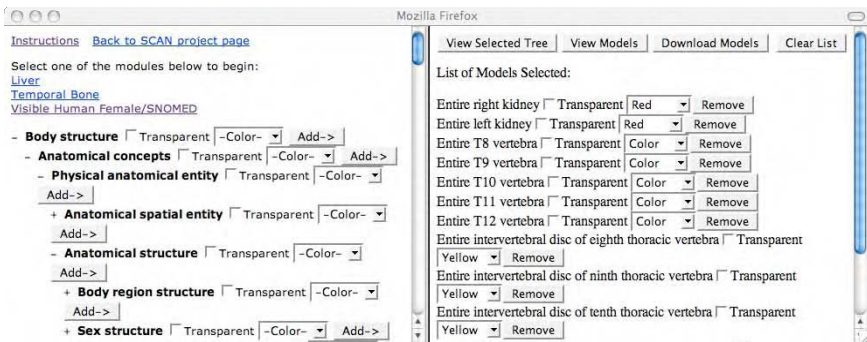 Mozilla Firefox
Instructions Back to SCAN project page
Select one of the modules below to begin:
Liver
Temporal Bone
Visible Human Female/SNOMED
– Body structure Transparent -Color- Add->
– Anatomical concepts Transparent -Color- Add->
– Physical anatomical entity Transparent -Color-
Add->
+ Anatomical spatial entity Transparent -Color-
Add->
– Anatomical structure Transparent -Color-
Add->
+ Body region structure Transparent -Color-
Add->
+ Sex structure Transparent -Color- Add->
View Selected Tree View Models Download Models Clear List
List of Models Selected:
Entire right kidney Transparent Red Remove
Entire left kidney Transparent Red Remove
Entire T8 vertebra Transparent Color Remove
Entire T9 vertebra Transparent Color Remove
Entire T10 vertebra Transparent Color Remove
Entire T11 vertebra Transparent Color Remove
Entire T12 vertebra Transparent Color Remove
Entire intervertebral disc of eighth thoracic vertebra Transparent
Yellow Remove
Entire intervertebral disc of ninth thoracic vertebra Transparent
Yellow Remove
Entire intervertebral disc of tenth thoracic vertebra Transparent
Yellow Remove